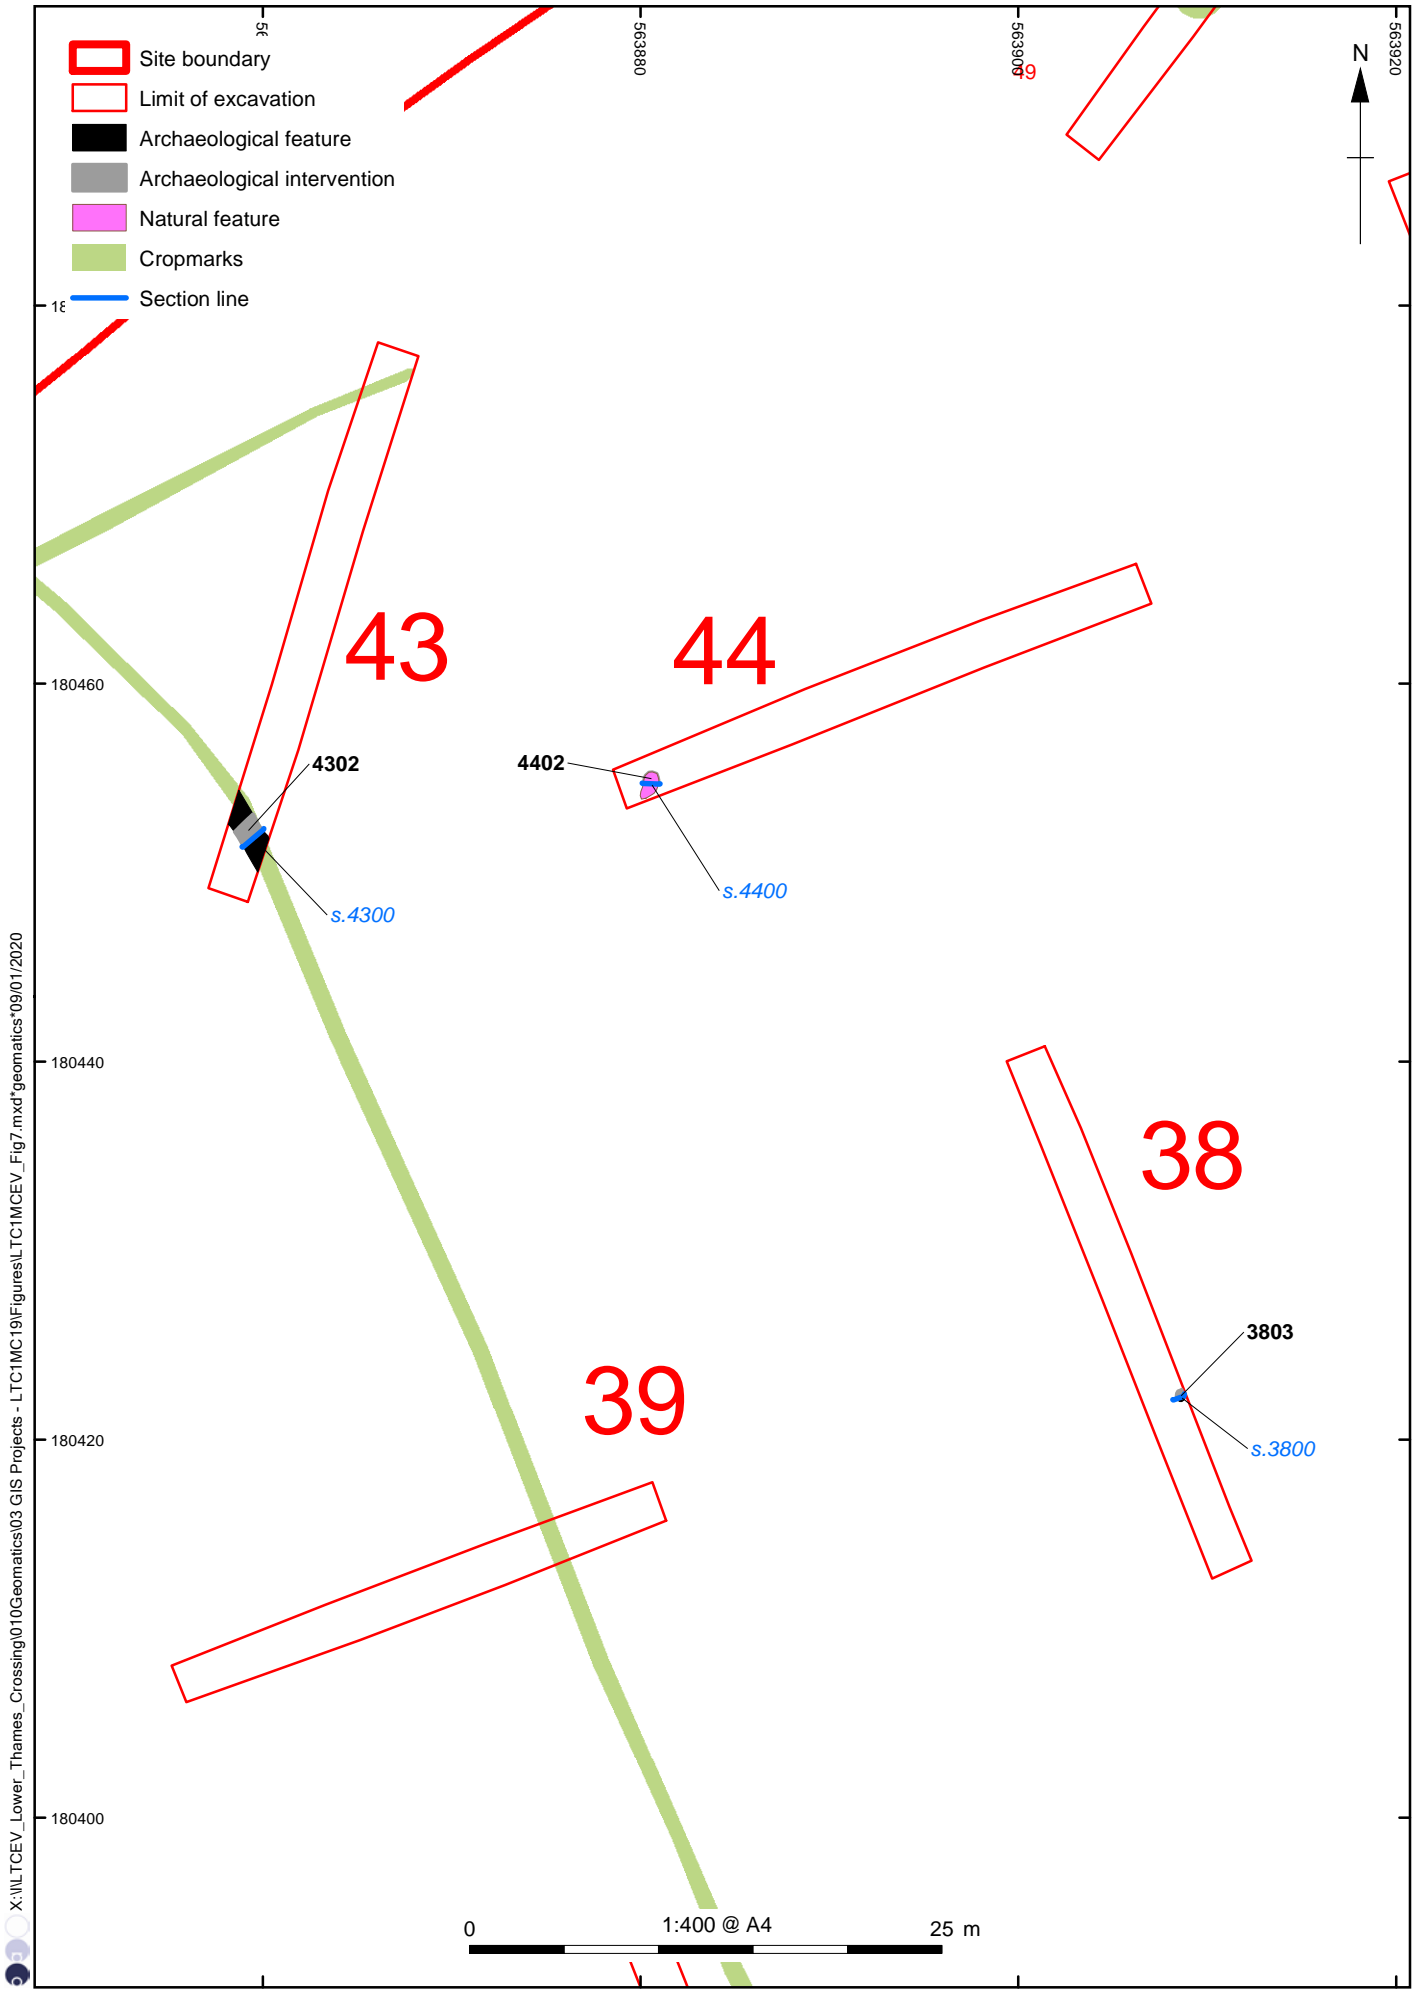 563880
563900
563920
Site boundary
Limit of excavation
Archaeological feature
Archaeological intervention
Natural feature
Cropmarks
Section line
N
49
180460
43
44
4302
4402
s.4400
s.4300
180440
38
3803
39
180420
s.3800
180400
0
1:400 @ A4
25 m
X:\l\LTCEV_Lower_Thames_Crossing\010Geomatics\03 GIS Projects - LTC1MC19\Figures\LTC1MCEV_Fig7.mxd*geomatics*09/01/2020